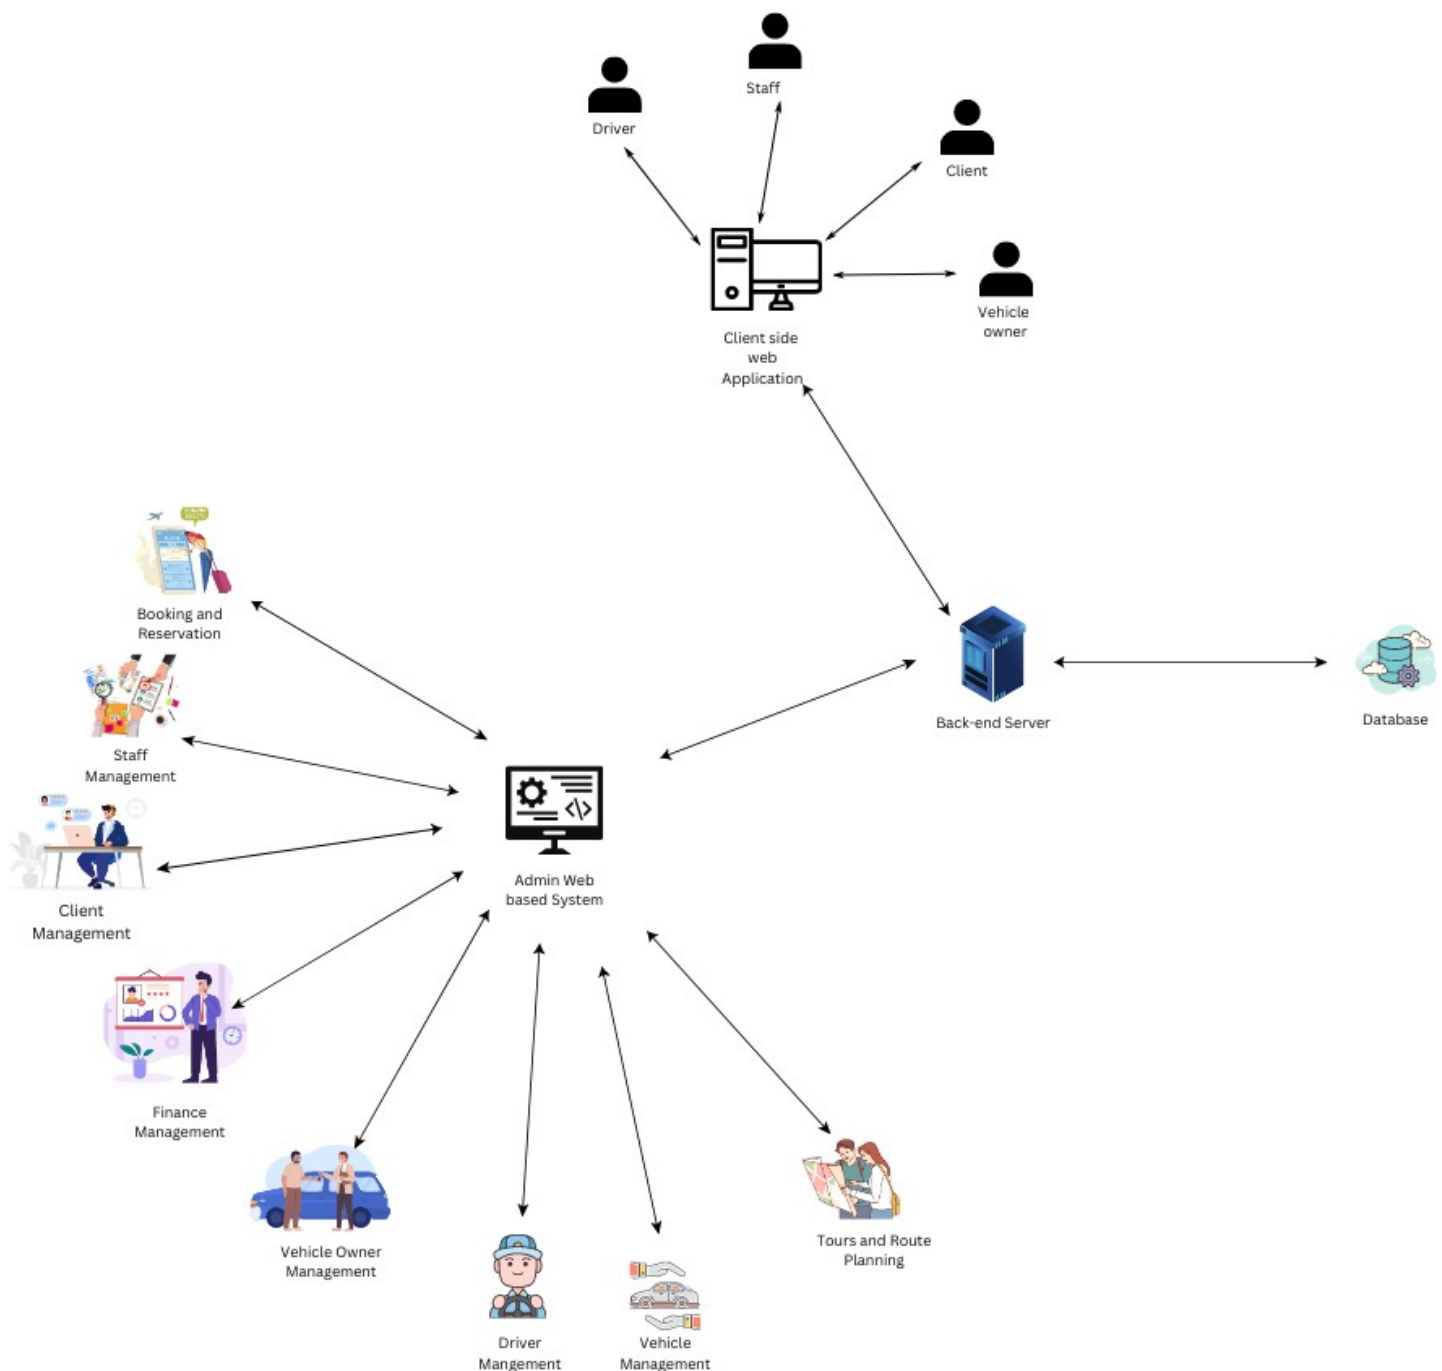 Staff
Driver
Client
Vehicle
owner
Client side
web
Application
Booking and
Reservation
Staff
Management
Back-end Server
Database
Admin Web
based System
Client
Management
Finance
Management
Vehicle Owner
Management
Tours and Route
Planning
Driver
Mangement
Vehicle
Management